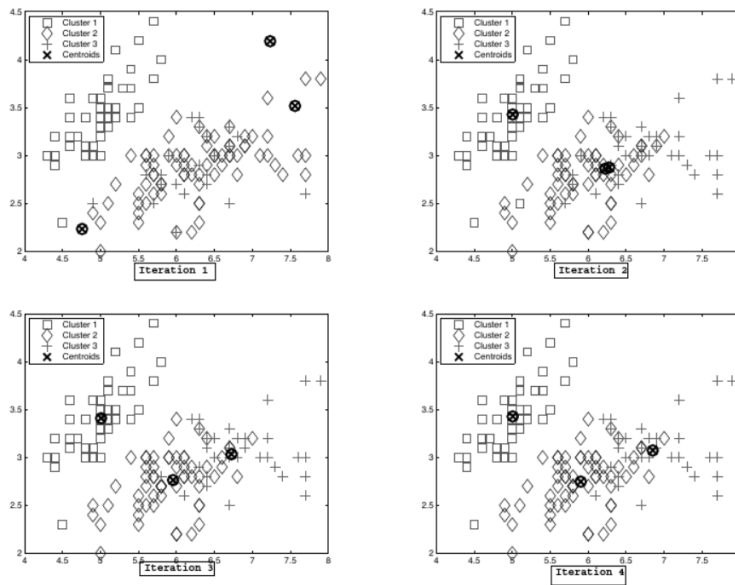 4.5
Cluster 1
Cluster 2
Cluster 3
Centroids
4
3.5
3
2.5
2
4 4.5 5 5.5 6 6.5 7 7.5 8
Iteration 1
4.5
Cluster 1
Cluster 2
Cluster 3
Centroids
4
3.5
3
2.5
2
4 4.5 5 5.5 6 6.5 7 7.5
Iteration 2
4.5
Cluster 1
Cluster 2
Cluster 3
Centroids
4
3.5
3
2.5
2
4 4.5 5 5.5 6 6.5 7 7.5 8
Iteration 3
4.5
Cluster 1
Cluster 2
Cluster 3
Centroids
4
3.5
3
2.5
2
4 4.5 5 5.5 6 6.5 7 7.5
Iteration 4